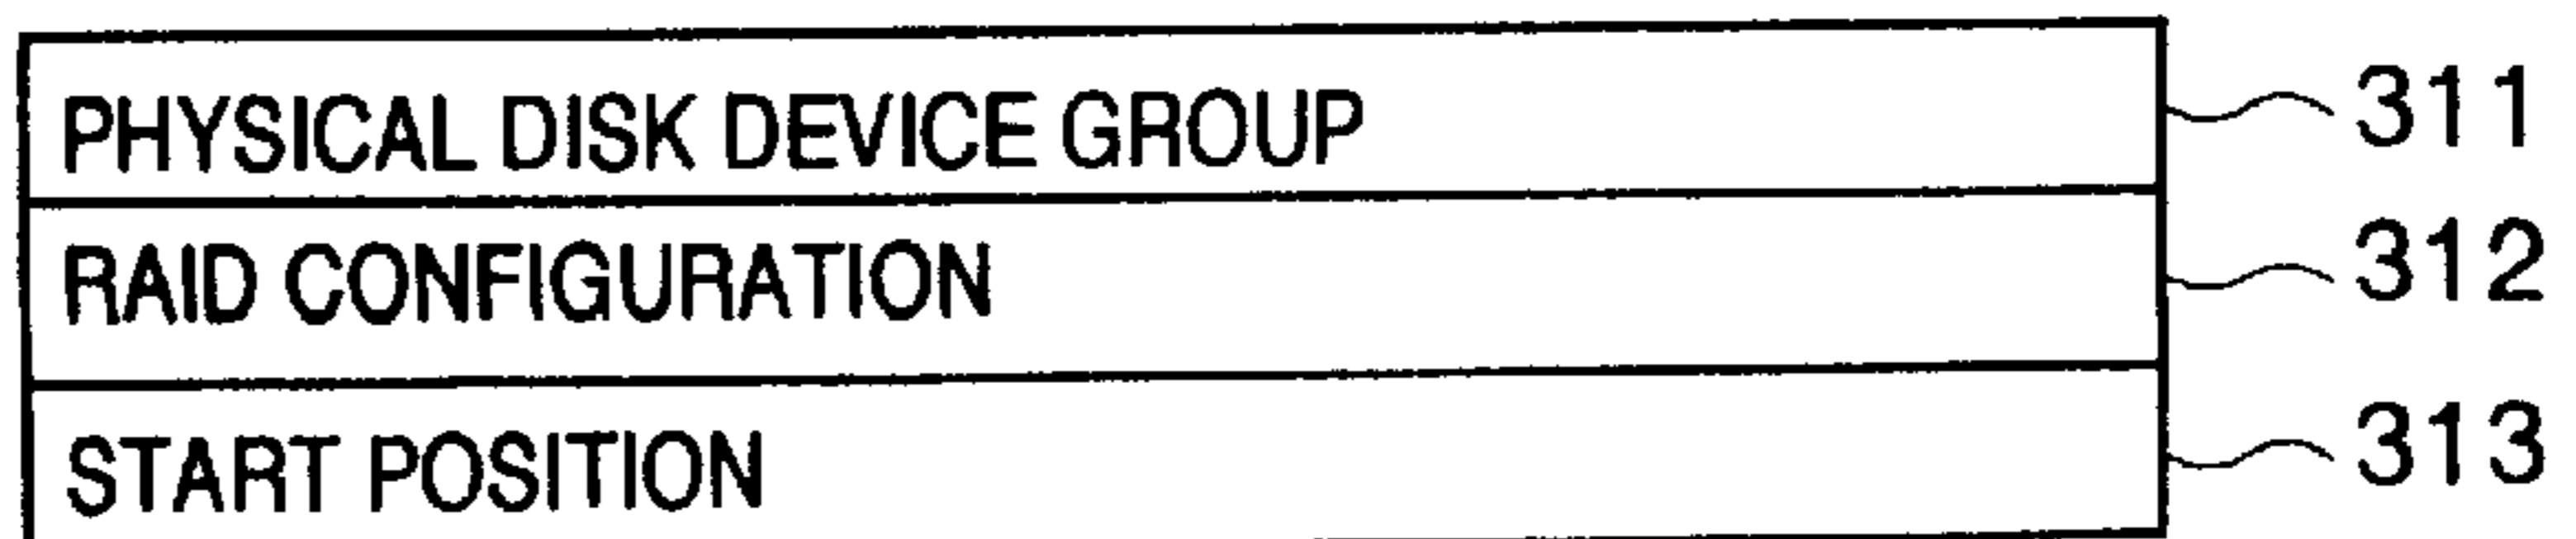 PHYSICAL DISK DEVICE GROUP 311
RAID CONFIGURATION 312
START POSITION 313